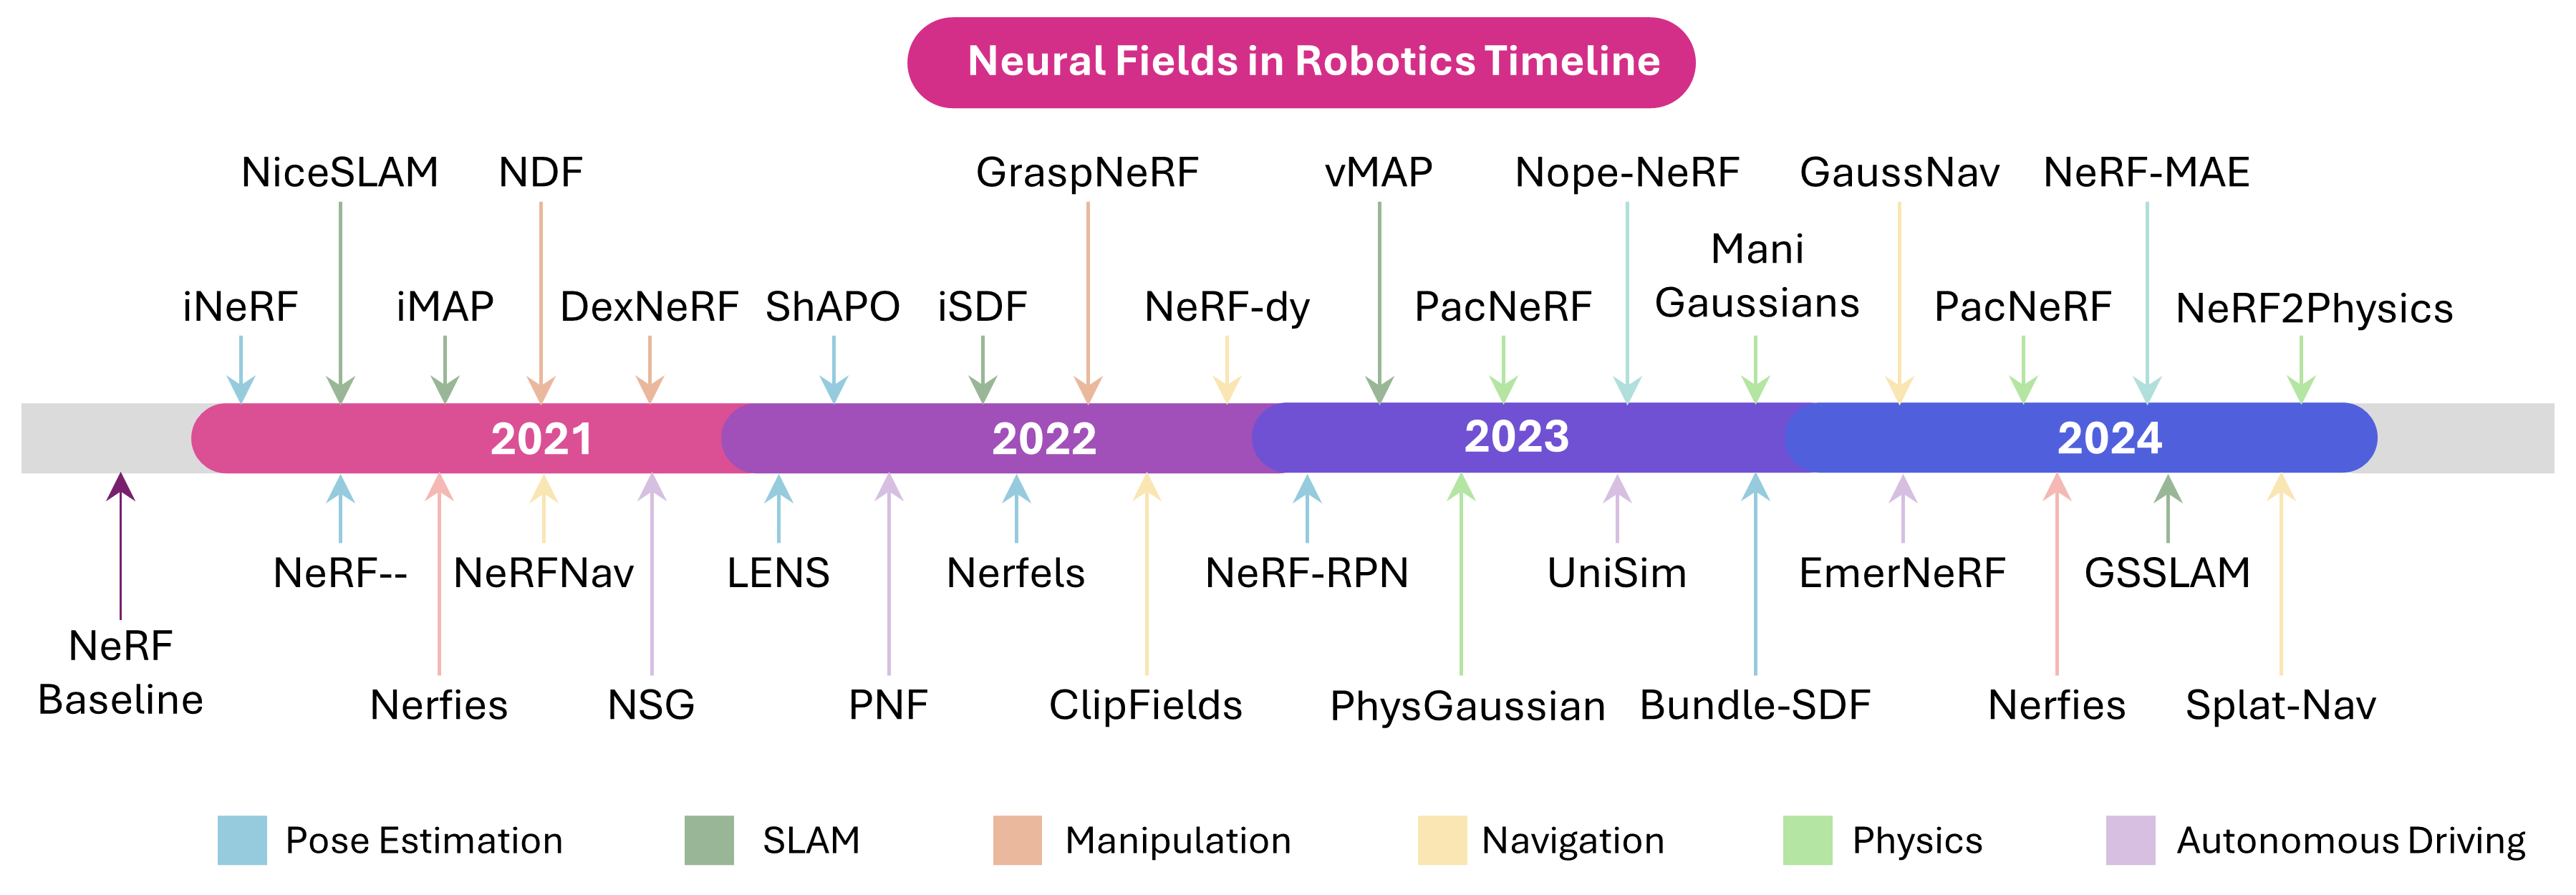 Neural Fields in Robotics Timeline
NiceSLAM
NDF
GraspNeRF
vMAP
Nope-NeRF
GaussNav
NeRF-MAE
Mani
Gaussians
iNeRF
iMAP
DexNeRF
ShAPO
iSDF
NeRF-dy
PacNeRF
PacNeRF
NeRF2Physics
2021
2022
2023
2024
NeRF--
NeRFNav
LENS
Nerfels
NeRF-RPN
UniSim
EmerNeRF
GSSLAM
NeRF
Baseline
Nerfies
NSG
PNF
ClipFields
PhysGaussian
Bundle-SDF
Nerfies
Splat-Nav
Pose Estimation
SLAM
Manipulation
Navigation
Physics
Autonomous Driving